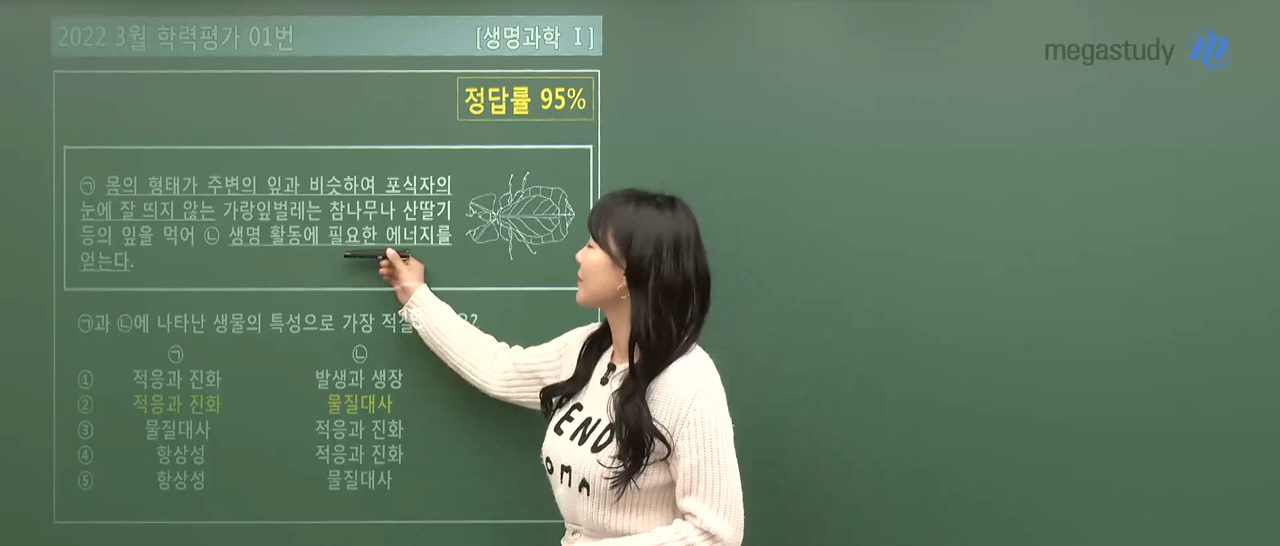 2022 3월 학력평가 01번 [생명과학 Ⅰ]
megastudy
정답률 95%
㉠ 몸의 형태가 주변의 잎과 비슷하여 포식자의
눈에 잘 띄지 않는 가랑잎벌레는 참나무나 산딸기
등의 잎을 먹어 ㉡ 생명 활동에 필요한 에너지를
얻는다.
㉠과 ㉡에 나타난 생물의 특성으로 가장 적절
㉠ ㉡
① 적응과 진화 발생과 생장
② 적응과 진화 물질대사
③ 물질대사 적응과 진화
④ 항상성 적응과 진화
⑤ 항상성 물질대사
PEND
OMA